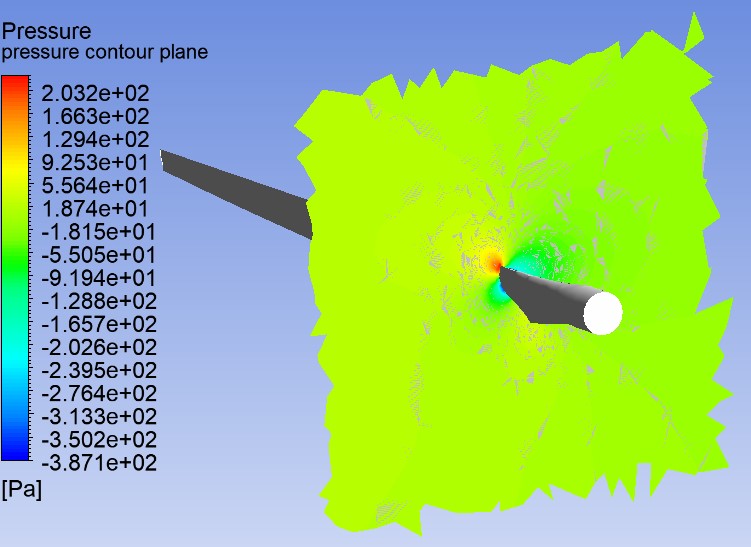 Pressure
pressure contour plane
2.032e+02
1.663e+02
1.294e+02
9.253e+01
5.564e+01
1.874e+01
-1.815e+01
-5.505e+01
-9.194e+01
-1.288e+02
-1.657e+02
-2.026e+02
-2.395e+02
-2.764e+02
-3.133e+02
-3.502e+02
-3.871e+02
[Pa]